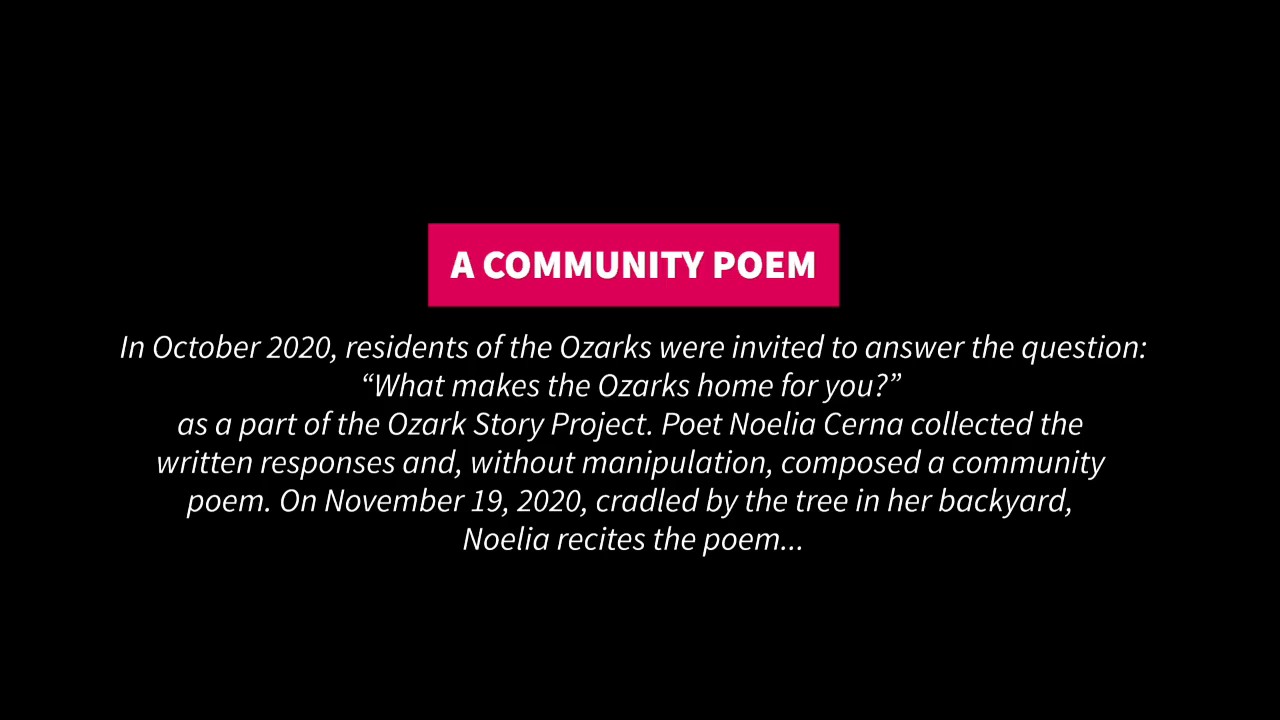 A COMMUNITY POEM
In October 2020, residents of the Ozarks were invited to answer the question:
“What makes the Ozarks home for you?”
as a part of the Ozark Story Project. Poet Noelia Cerna collected the
written responses and, without manipulation, composed a community
poem. On November 19, 2020, cradled by the tree in her backyard,
Noelia recites the poem...